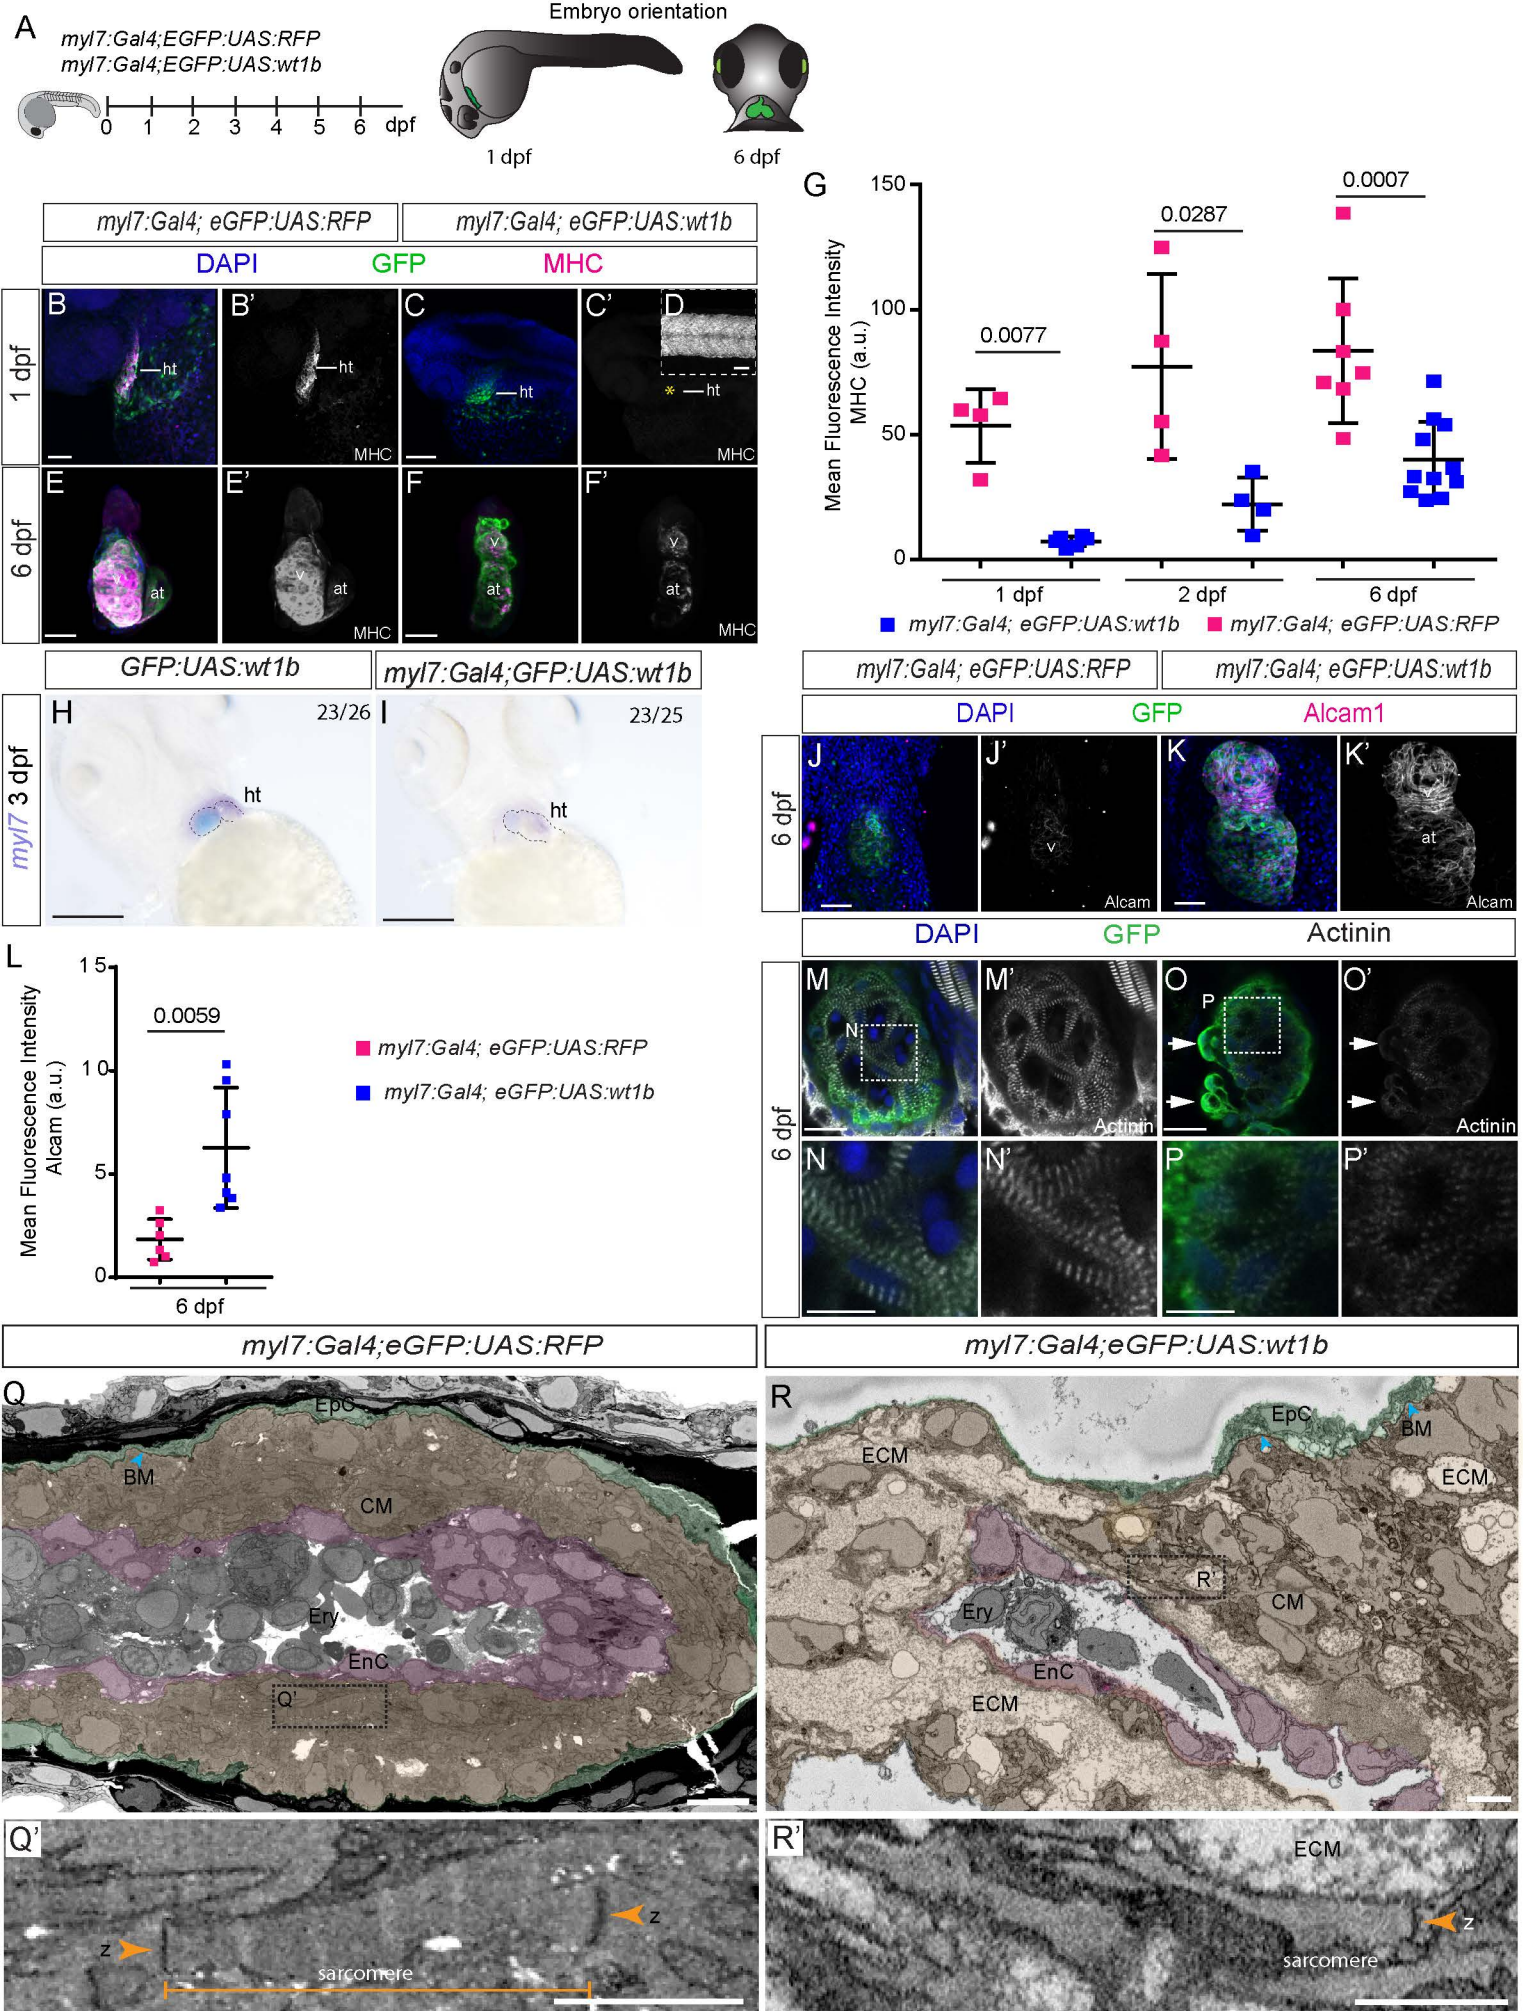 A
myl7:Gal4;EGFP:UAS:RFP
myl7:Gal4;EGFP:UAS:wt1b
0 1 2 3 4 5 6 dpf
Embryo orientation
1 dpf
6 dpf
myl7:Gal4; eGFP:UAS:RFP
myl7:Gal4; eGFP:UAS:wt1b
DAPI GFP MHC
1 dpf
B
ht
B’
ht
MHC
C
ht
C’
D
* ht
MHC
6 dpf
E
v
at
E’
v
MHC
F
v
at
F’
v
at
MHC
G
Mean Fluorescence Intensity
MHC (a.u.)
150
100
50
0
0.0077
0.0287
0.0007
1 dpf
2 dpf
6 dpf
myl7:Gal4; eGFP:UAS:wt1b
myl7:Gal4; eGFP:UAS:RFP
GFP:UAS:wt1b
myl7:Gal4;GFP:UAS:wt1b
myl7 3 dpf
H
23/26
ht
I
23/25
ht
myl7:Gal4; eGFP:UAS:RFP
myl7:Gal4; eGFP:UAS:wt1b
DAPI GFP Alcam1
6 dpf
J
J’
v
Alcam
K
K’
v
at
Alcam
L
Mean Fluorescence Intensity
Alcam (a.u.)
15
10
5
0
0.0059
6 dpf
myl7:Gal4; eGFP:UAS:RFP
myl7:Gal4; eGFP:UAS:wt1b
DAPI GFP Actinin
6 dpf
M
N
M’
Actinin
O
P
O’
Actinin
N
N’
P
P’
myl7:Gal4;eGFP:UAS:RFP
myl7:Gal4;eGFP:UAS:wt1b
Q
EpC
BM
CM
Ery
EnC
Q’
R
EpC
BM
ECM
ECM
R’
CM
Ery
EnC
ECM
Q’
z
z
sarcomere
R’
ECM
z
sarcomere